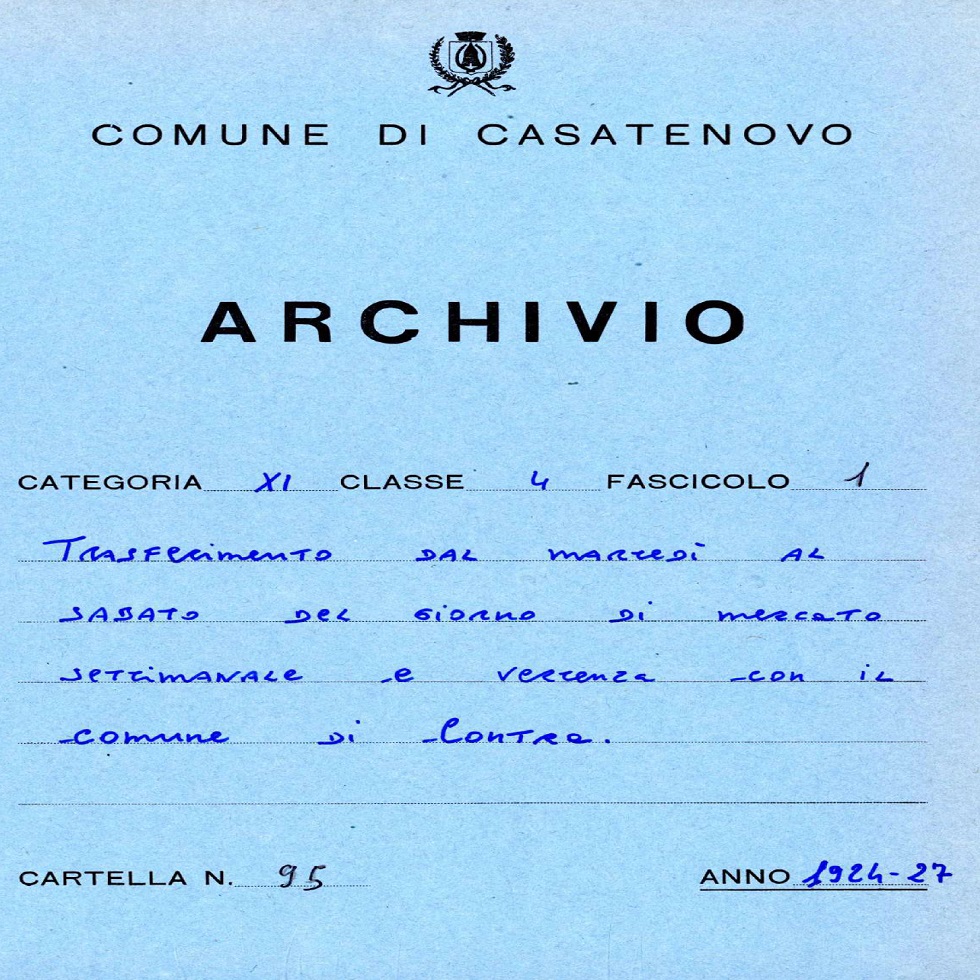 COMUNE DI CASATENOVO
ARCHIVIO
CATEGORIA XI CLASSE 4 FASCICOLO 1
Trasferimento dal martedì al
sabato del giorno di mercato
settimanale e vertenza con il
comune di Contra.
CARTELLA N. 95
ANNO 1924-27